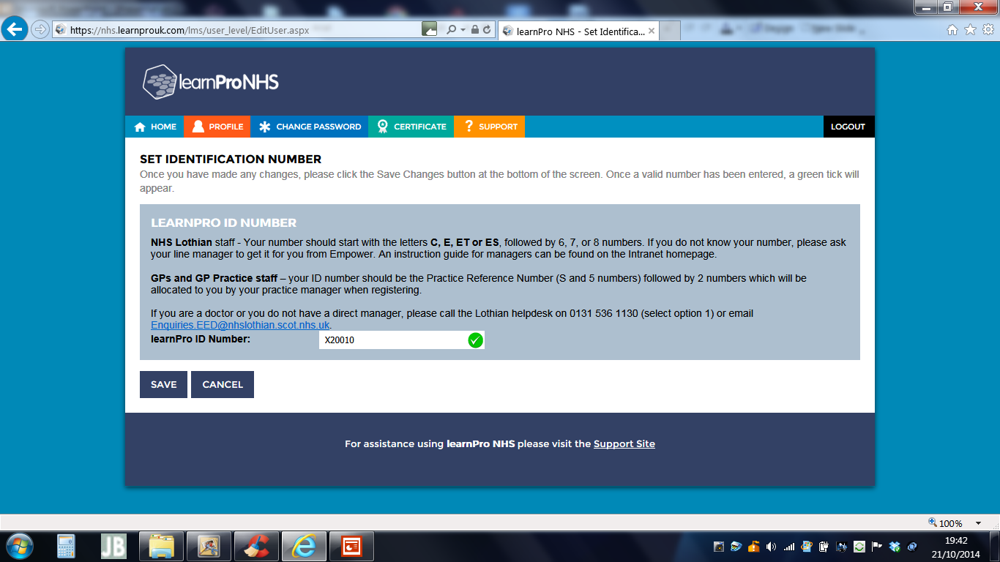 https://nhs.learnprouk.com/lms/user_level/EditUser.aspx
learnPro NHS - Set Identifica...
learnProNHS
HOME PROFILE CHANGE PASSWORD CERTIFICATE SUPPORT LOGOUT
SET IDENTIFICATION NUMBER
Once you have made any changes, please click the Save Changes button at the bottom of the screen. Once a valid number has been entered, a green tick will
appear.
LEARNPRO ID NUMBER
NHS Lothian staff - Your number should start with the letters C, E, ET or ES, followed by 6, 7, or 8 numbers. If you do not know your number, please ask
your line manager to get it for you from Empower. An instruction guide for managers can be found on the Intranet homepage.
GPs and GP Practice staff – your ID number should be the Practice Reference Number (S and 5 numbers) followed by 2 numbers which will be
allocated to you by your practice manager when registering.
If you are a doctor or you do not have a direct manager, please call the Lothian helpdesk on 0131 536 1130 (select option 1) or email
Enquiries.EED@nhslothian.scot.nhs.uk.
learnPro ID Number: X20010
SAVE CANCEL
For assistance using learnPro NHS please visit the Support Site
100%
JB
19:42
21/10/2014